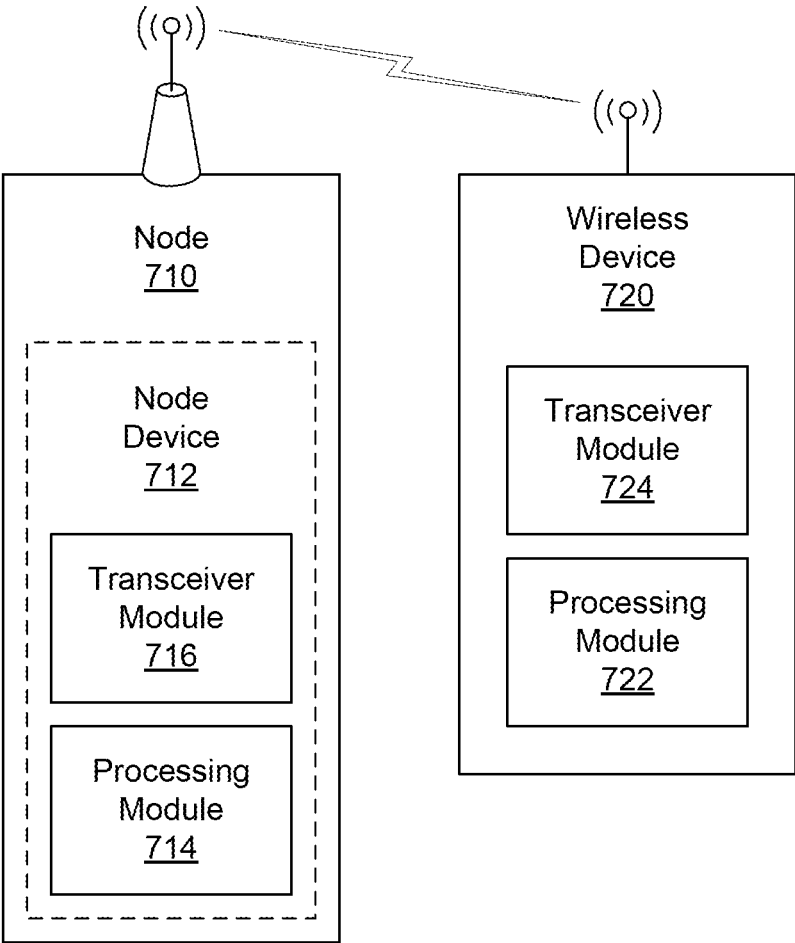 Node
710
Node
Device
712
Transceiver
Module
716
Processing
Module
714
Wireless
Device
720
Transceiver
Module
724
Processing
Module
722